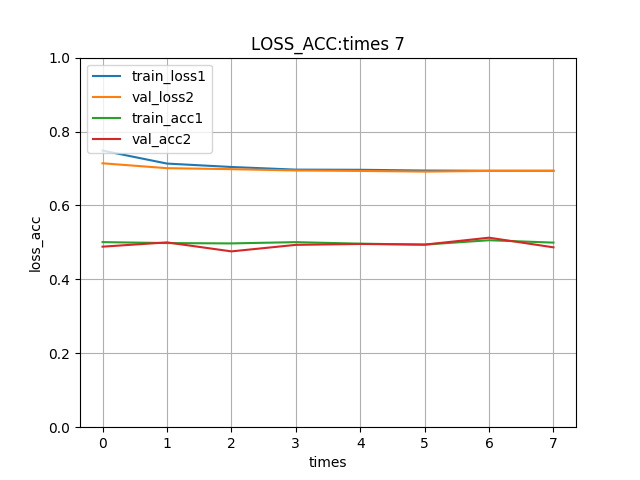 LOSS_ACC:times 7
train_loss1
val_loss2
train_acc1
val_acc2
1.0
0.8
0.6
0.4
0.2
0.0
loss_acc
0 1 2 3 4 5 6 7
times